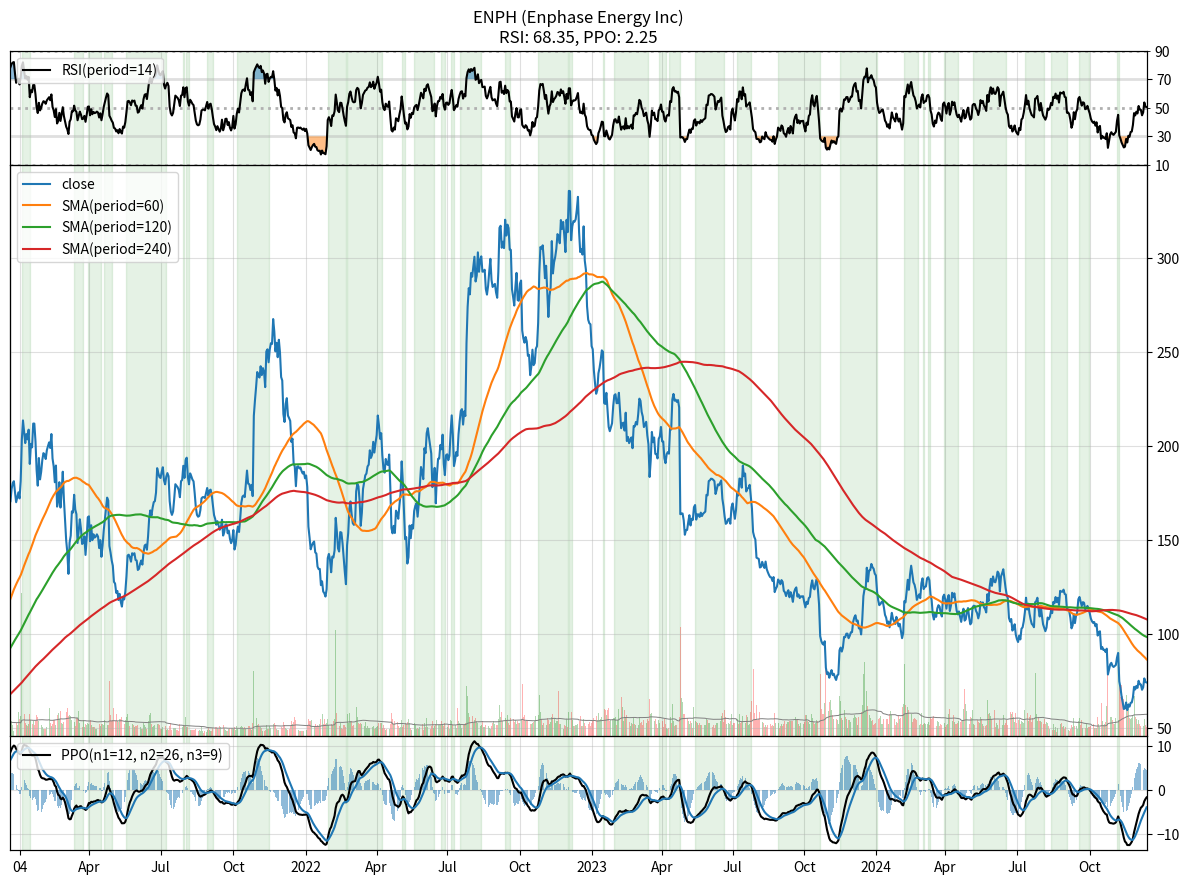 ENPH (Enphase Energy Inc)
RSI: 68.35, PPO: 2.25
RSI(period=14)
90
70
50
30
10
close
SMA(period=60)
SMA(period=120)
SMA(period=240)
300
250
200
150
100
50
PPO(n1=12, n2=26, n3=9)
10
0
−10
04 Apr Jul Oct 2022 Apr Jul Oct 2023 Apr Jul Oct 2024 Apr Jul Oct